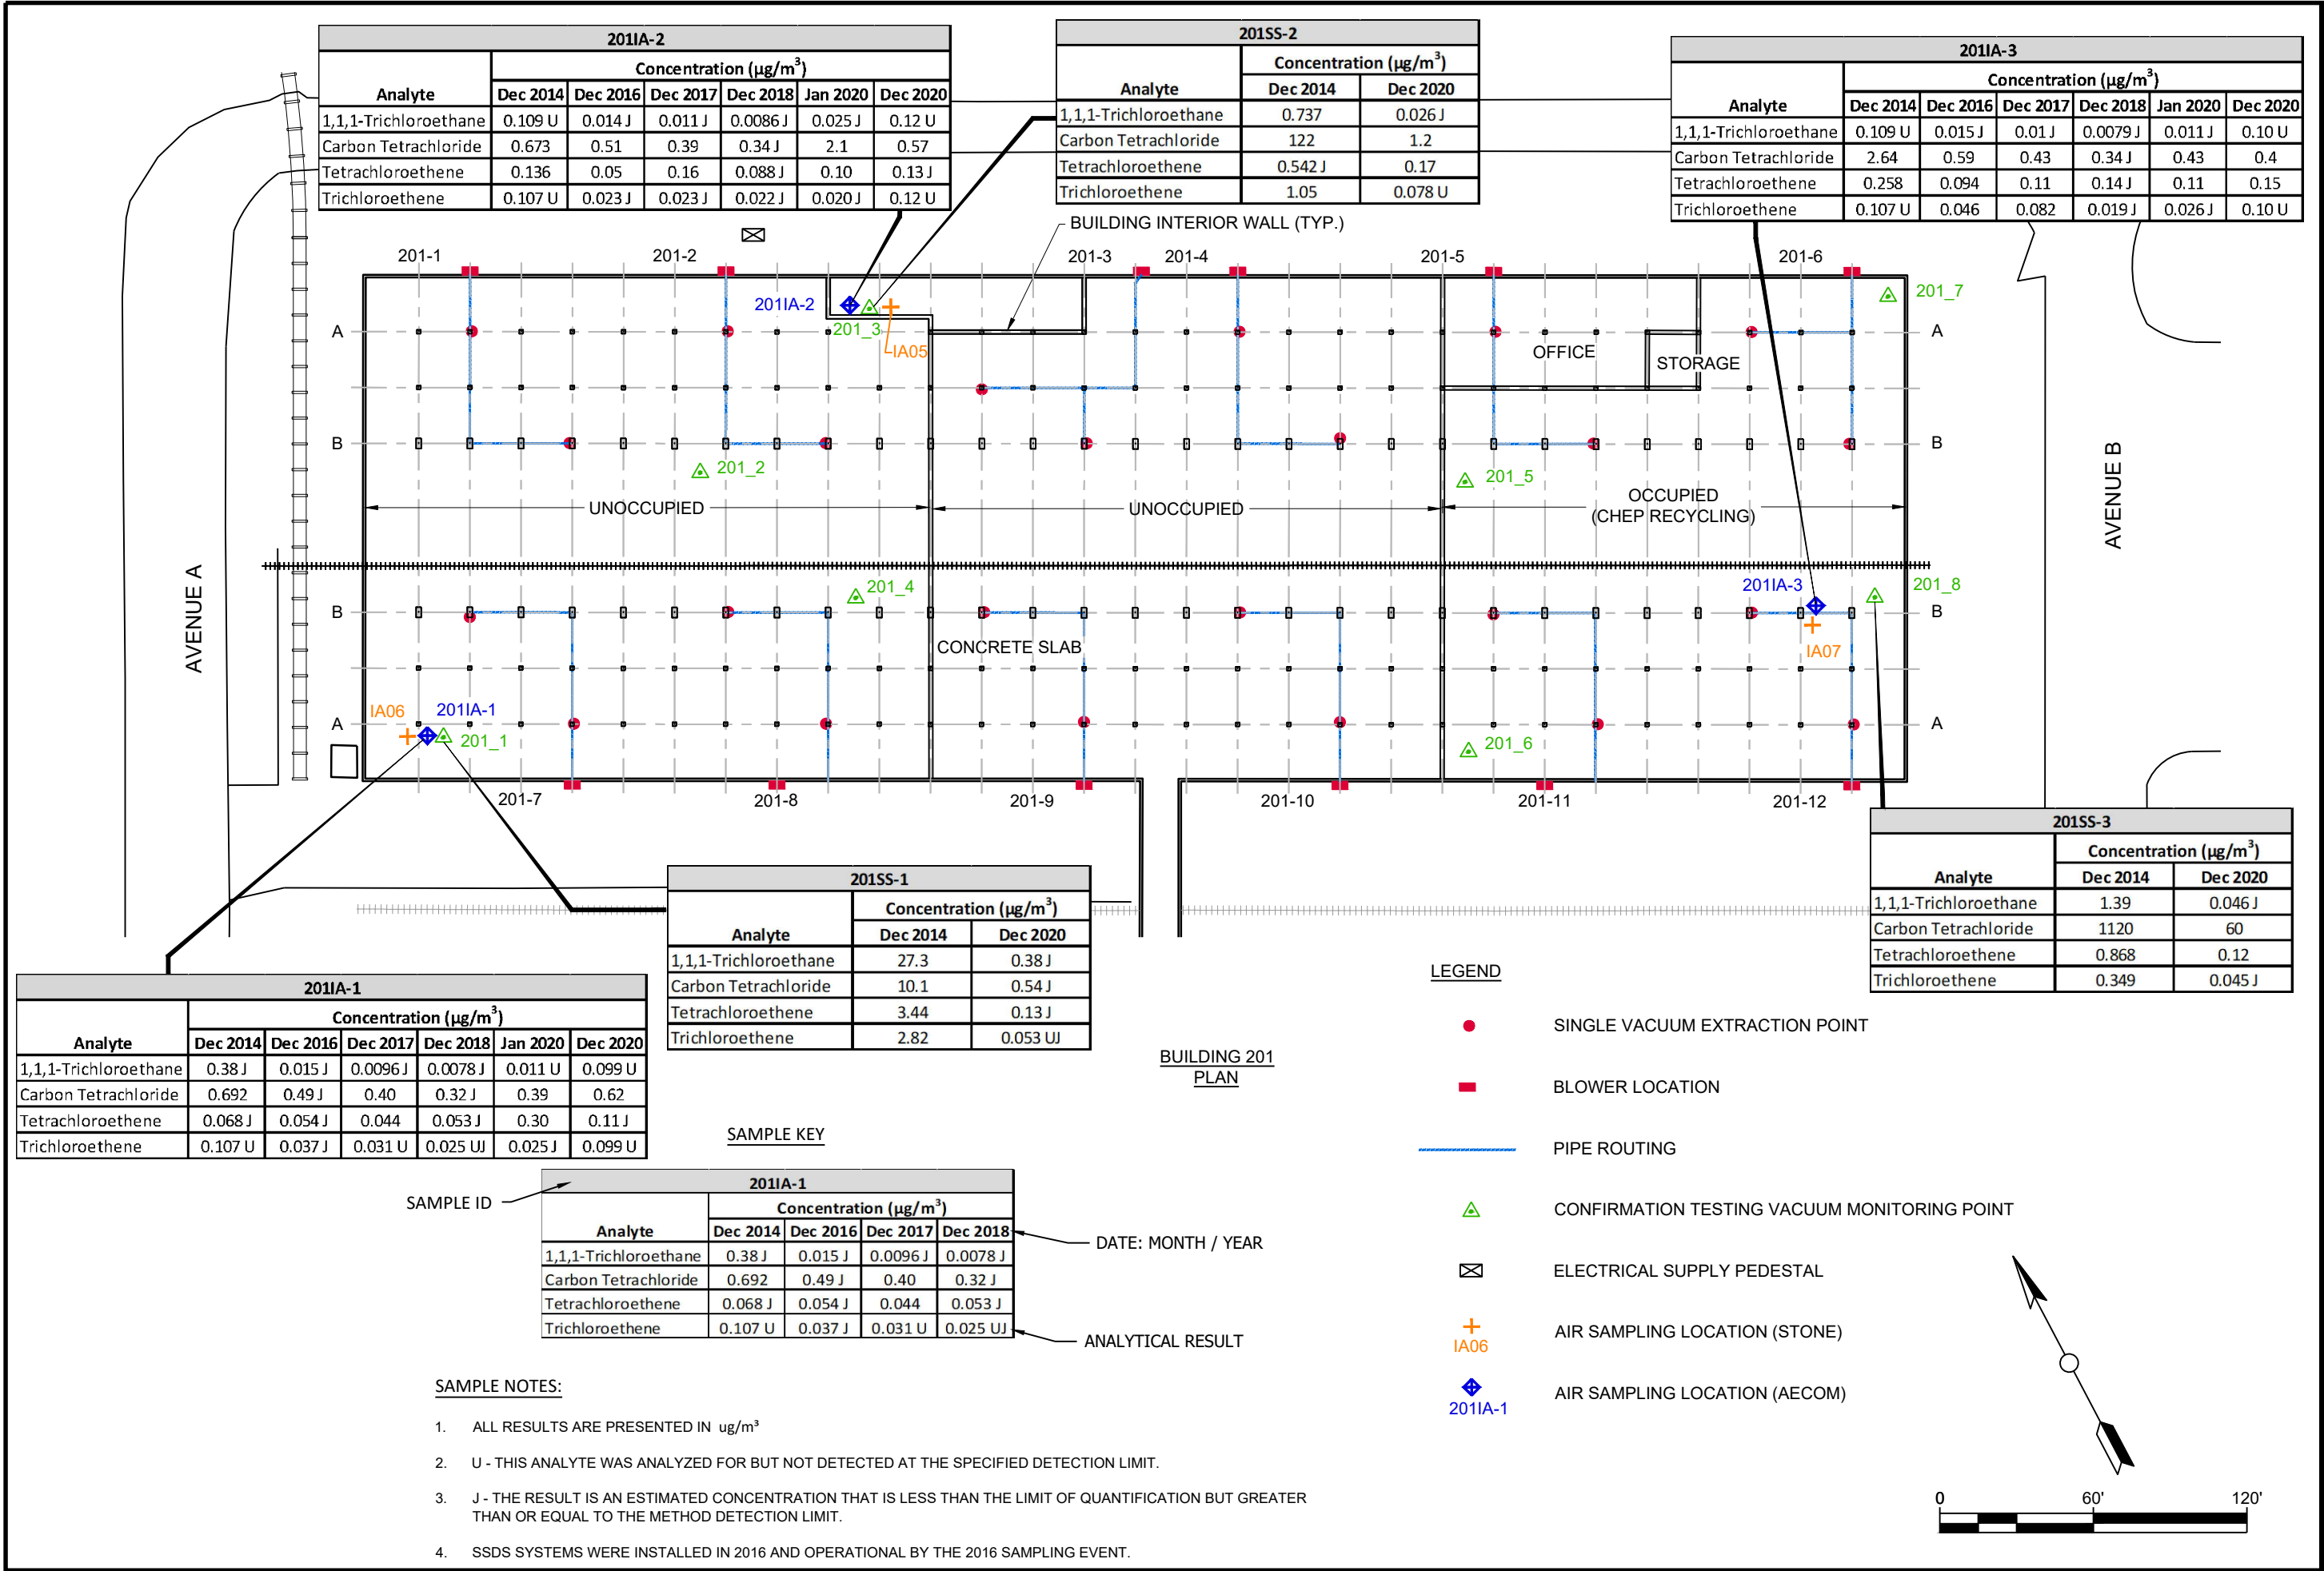 201IA-2
Concentration (µg/m³)
Analyte Dec 2014 Dec 2016 Dec 2017 Dec 2018 Jan 2020 Dec 2020
1,1,1-Trichloroethane 0.109 U 0.014 J 0.011 J 0.0086 J 0.025 J 0.12 U
Carbon Tetrachloride 0.673 0.51 0.39 0.34 J 2.1 0.57
Tetrachloroethene 0.136 0.05 0.16 0.088 J 0.10 0.13 J
Trichloroethene 0.107 U 0.023 J 0.023 J 0.022 J 0.020 J 0.12 U
201SS-2
Concentration (µg/m³)
Analyte Dec 2014 Dec 2020
1,1,1-Trichloroethane 0.737 0.026 J
Carbon Tetrachloride 122 1.2
Tetrachloroethene 0.542 J 0.17
Trichloroethene 1.05 0.078 U
201IA-3
Concentration (µg/m³)
Analyte Dec 2014 Dec 2016 Dec 2017 Dec 2018 Jan 2020 Dec 2020
1,1,1-Trichloroethane 0.109 U 0.015 J 0.01 J 0.0079 J 0.011 J 0.10 U
Carbon Tetrachloride 2.64 0.59 0.43 0.34 J 0.43 0.4
Tetrachloroethene 0.258 0.094 0.11 0.14 J 0.11 0.15
Trichloroethene 0.107 U 0.046 0.082 0.019 J 0.026 J 0.10 U
BUILDING INTERIOR WALL (TYP.)
201-1 201-2 201-3 201-4 201-5 201-6
201IA-2
201_3
IA05
201_7
A
A
OFFICE
STORAGE
B
B
201_2
201_5
UNOCCUPIED
UNOCCUPIED
OCCUPIED
(CHEP RECYCLING)
AVENUE A
AVENUE B
201_4
201IA-3
201_8
B
B
IA07
CONCRETE SLAB
IA06
201IA-1
201_1
A
A
201_6
201-7 201-8 201-9 201-10 201-11 201-12
201SS-3
Concentration (µg/m³)
Analyte Dec 2014 Dec 2020
1,1,1-Trichloroethane 1.39 0.046 J
Carbon Tetrachloride 1120 60
Tetrachloroethene 0.868 0.12
Trichloroethene 0.349 0.045 J
201SS-1
Concentration (µg/m³)
Analyte Dec 2014 Dec 2020
1,1,1-Trichloroethane 27.3 0.38 J
Carbon Tetrachloride 10.1 0.54 J
Tetrachloroethene 3.44 0.13 J
Trichloroethene 2.82 0.053 UJ
201IA-1
Concentration (µg/m³)
Analyte Dec 2014 Dec 2016 Dec 2017 Dec 2018 Jan 2020 Dec 2020
1,1,1-Trichloroethane 0.38 J 0.015 J 0.0096 J 0.0078 J 0.011 U 0.099 U
Carbon Tetrachloride 0.692 0.49 J 0.40 0.32 J 0.39 0.62
Tetrachloroethene 0.068 J 0.054 J 0.044 0.053 J 0.30 0.11 J
Trichloroethene 0.107 U 0.037 J 0.031 U 0.025 UJ 0.025 J 0.099 U
BUILDING 201
PLAN
SAMPLE KEY
SAMPLE ID
201IA-1
Concentration (µg/m³)
Analyte Dec 2014 Dec 2016 Dec 2017 Dec 2018
1,1,1-Trichloroethane 0.38 J 0.015 J 0.0096 J 0.0078 J
Carbon Tetrachloride 0.692 0.49 J 0.40 0.32 J
Tetrachloroethene 0.068 J 0.054 J 0.044 0.053 J
Trichloroethene 0.107 U 0.037 J 0.031 U 0.025 UJ
DATE: MONTH / YEAR
ANALYTICAL RESULT
LEGEND
SINGLE VACUUM EXTRACTION POINT
BLOWER LOCATION
PIPE ROUTING
CONFIRMATION TESTING VACUUM MONITORING POINT
ELECTRICAL SUPPLY PEDESTAL
IA06 AIR SAMPLING LOCATION (STONE)
201IA-1 AIR SAMPLING LOCATION (AECOM)
SAMPLE NOTES:
1. ALL RESULTS ARE PRESENTED IN ug/m³
2. U - THIS ANALYTE WAS ANALYZED FOR BUT NOT DETECTED AT THE SPECIFIED DETECTION LIMIT.
3. J - THE RESULT IS AN ESTIMATED CONCENTRATION THAT IS LESS THAN THE LIMIT OF QUANTIFICATION BUT GREATER
THAN OR EQUAL TO THE METHOD DETECTION LIMIT.
4. SSDS SYSTEMS WERE INSTALLED IN 2016 AND OPERATIONAL BY THE 2016 SAMPLING EVENT.
0 60' 120'